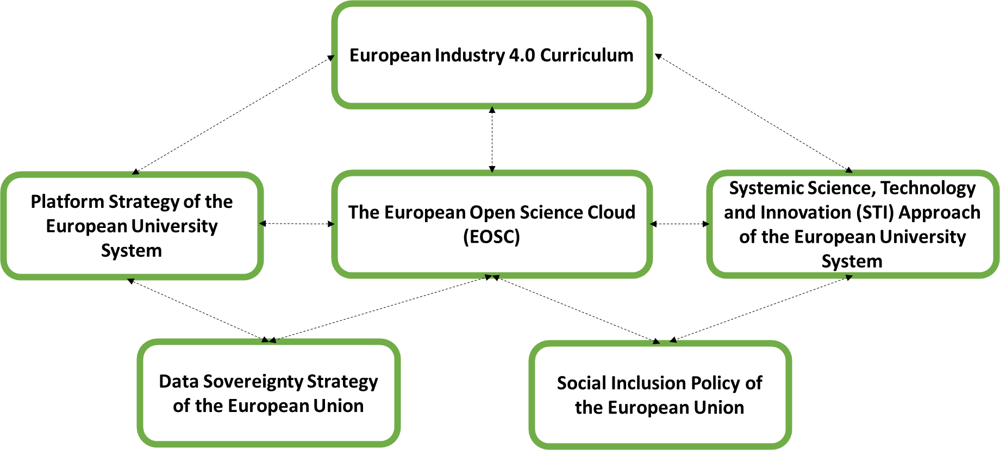 European Industry 4.0 Curriculum
Platform Strategy of the
European University
System
The European Open Science Cloud
(EOSC)
Systemic Science, Technology
and Innovation (STI) Approach
of the European University
System
Data Sovereignty Strategy
of the European Union
Social Inclusion Policy of
the European Union